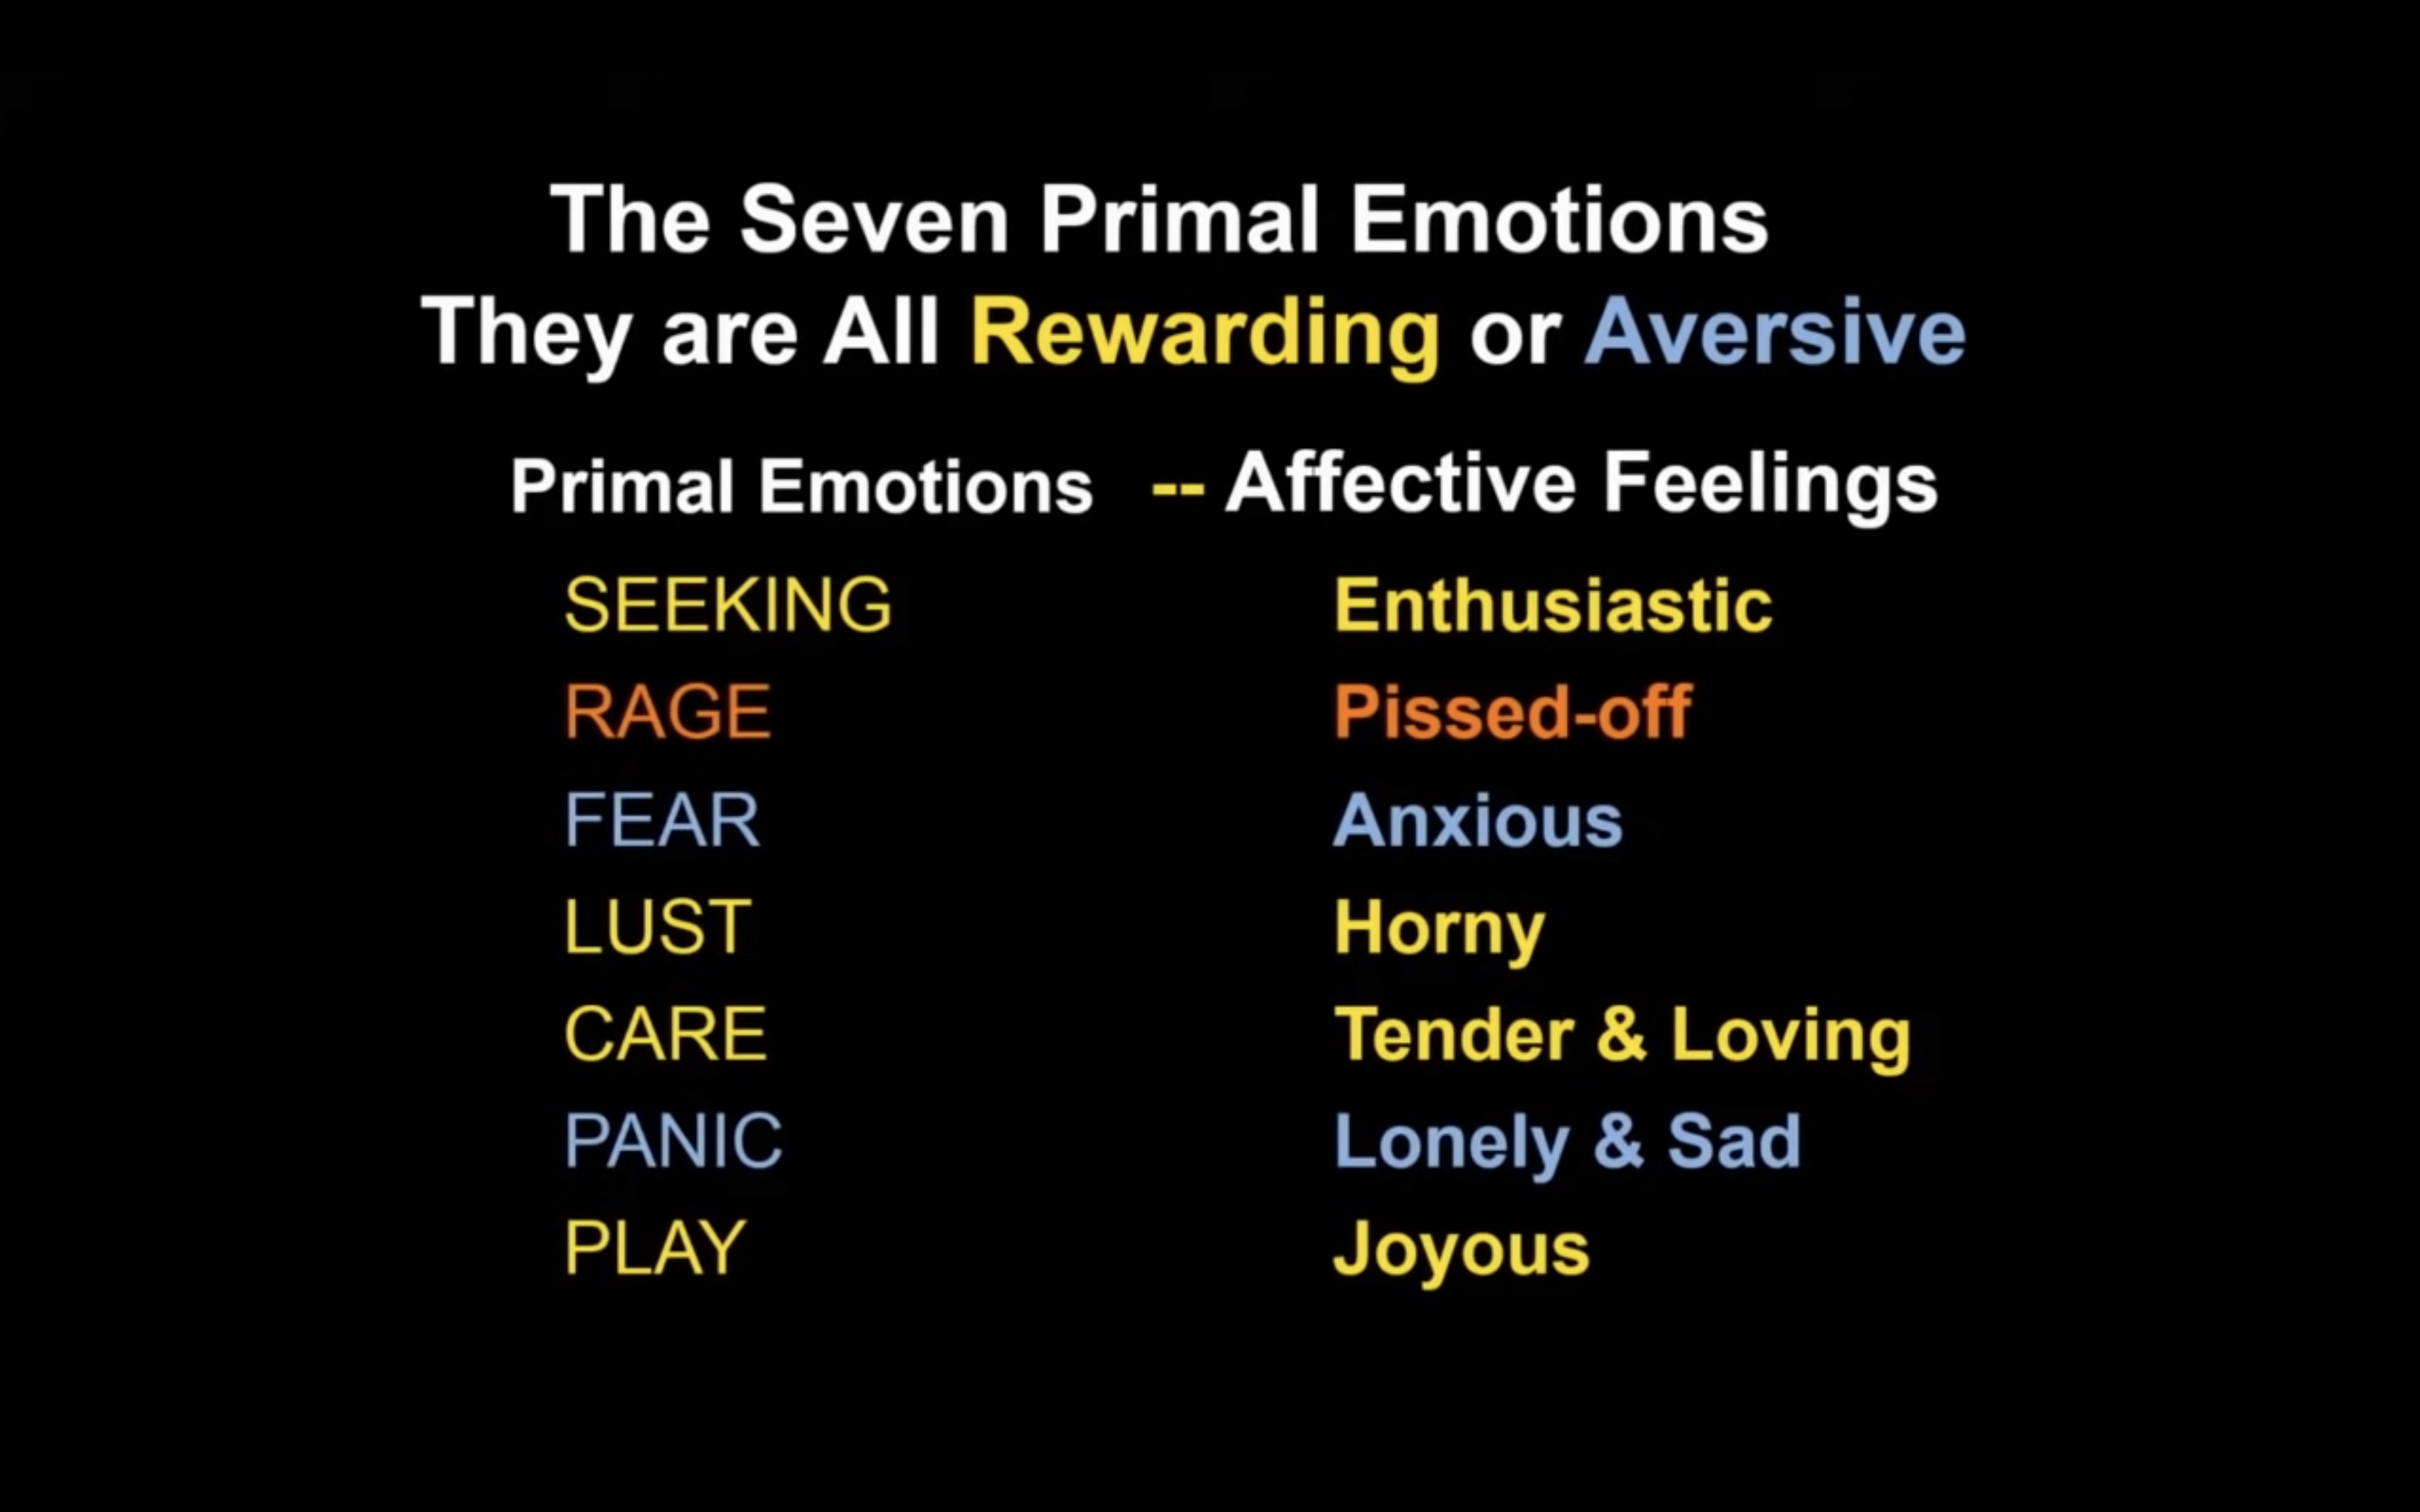 The Seven Primal Emotions
They are All Rewarding or Aversive
Primal Emotions -- Affective Feelings
SEEKING Enthusiastic
RAGE Pissed-off
FEAR Anxious
LUST Horny
CARE Tender & Loving
PANIC Lonely & Sad
PLAY Joyous